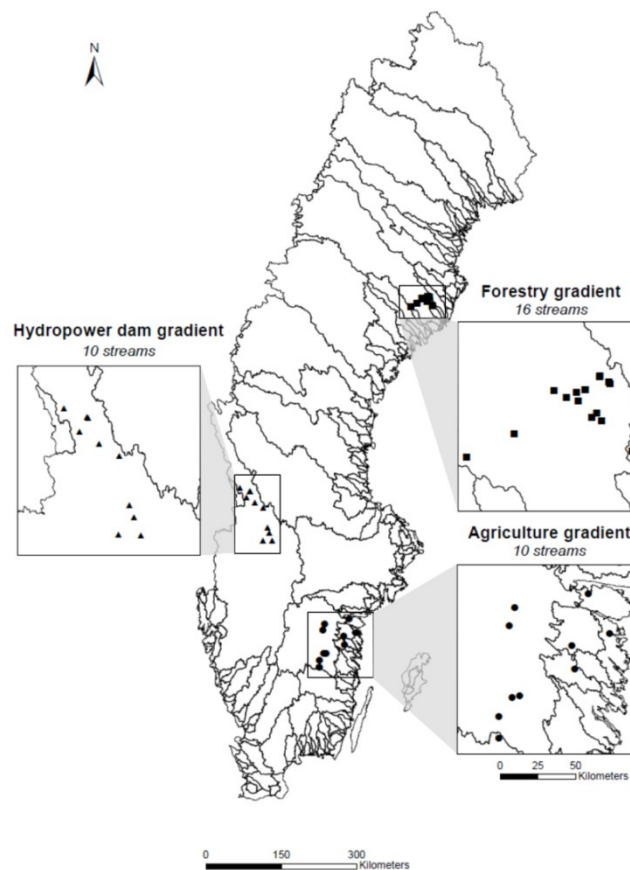 N
Forestry gradient
16 streams
Hydropower dam gradient
10 streams
Agriculture gradient
10 streams
0 25 50
Kilometers
0 150 300
Kilometers